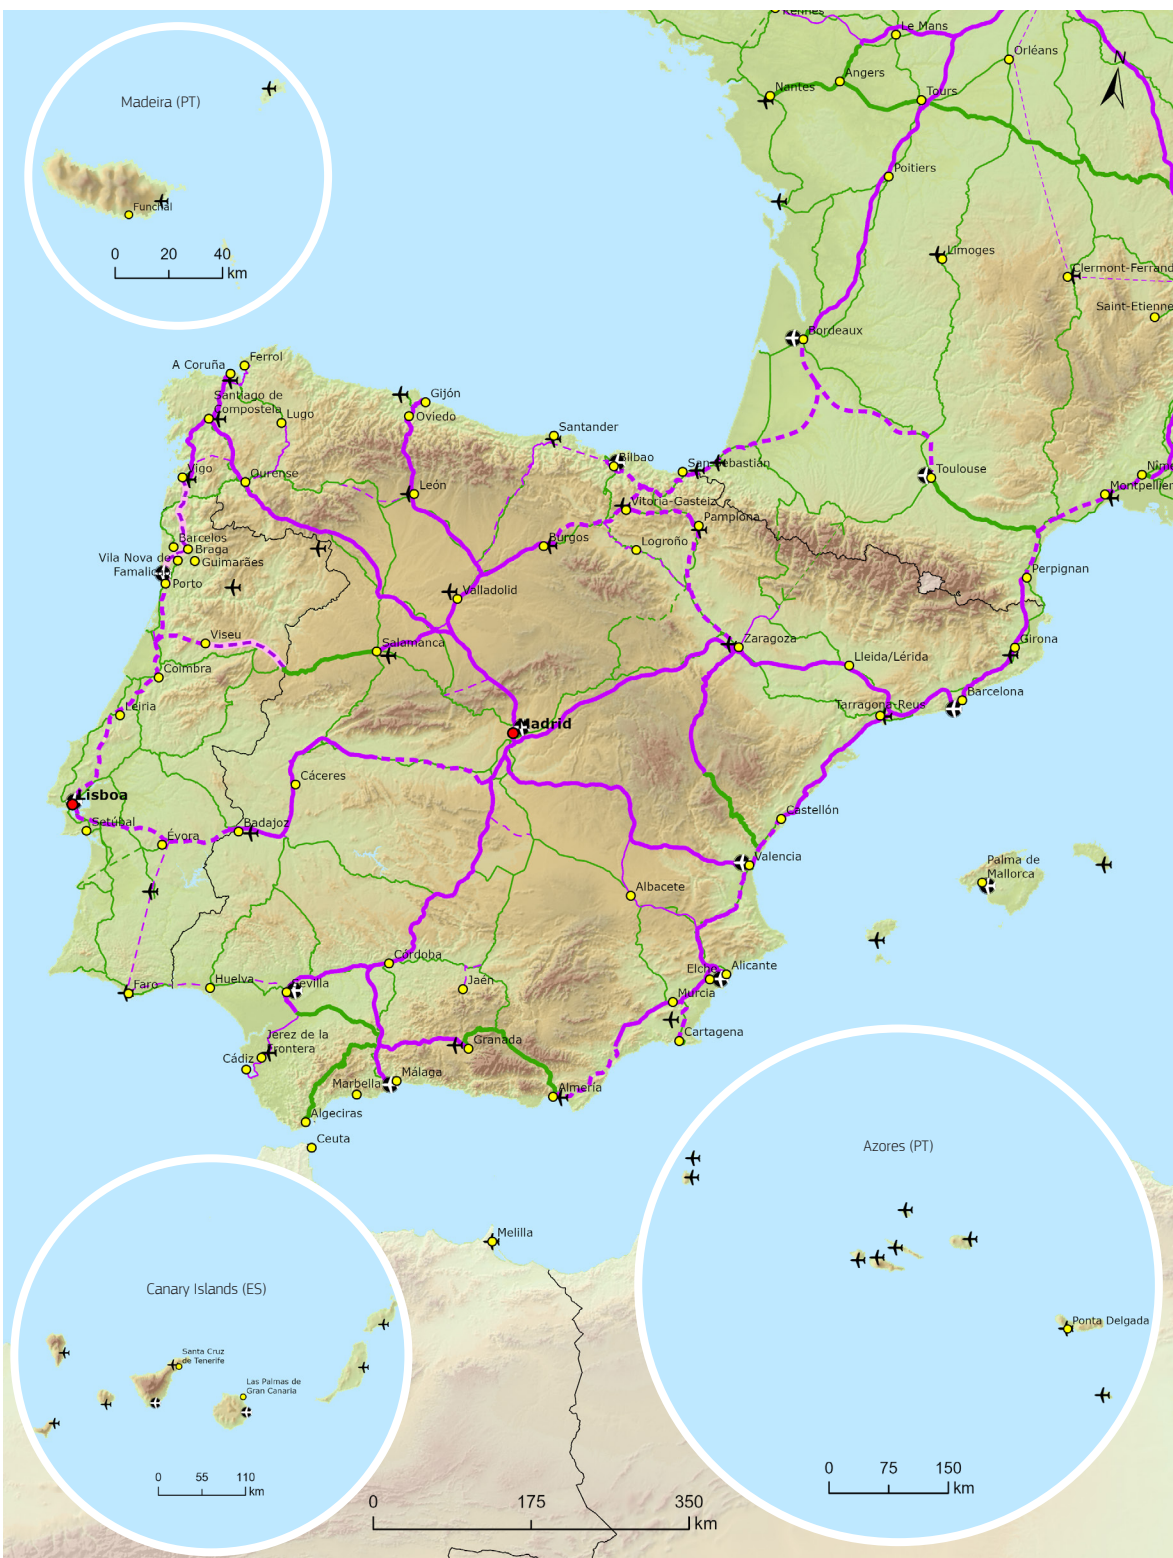 Rennes
Le Mans
Orléans
N
Angers
Nantes
Tours
Madeira (PT)
Poitiers
Funchal
0 20 40
km
Limoges
Clermont-Ferrand
Saint-Etienne
Bordeaux
Ferrol
A Coruña
Gijón
Santiago de
Compostela
Lugo
Oviedo
Santander
Bilbao
San Sebastián
Toulouse
Nîm
Montpellier
Vigo
Ourense
León
Vitoria-Gasteiz
Pamplona
Barcelos
Braga
Burgos
Logroño
Vila Nova de
Famalicão
Guimarães
Porto
Perpignan
Valladolid
Viseu
Salamanca
Zaragoza
Girona
Lleida/Lérida
Coimbra
Barcelona
Leiria
Tarragona-Reus
Madrid
Cáceres
Lisboa
Setúbal
Badajoz
Castellón
Évora
Valencia
Palma de
Mallorca
Albacete
Córdoba
Faro
Huelva
Sevilla
Jaén
Elche
Alicante
Murcia
Cartagena
Jerez de la
Frontera
Granada
Cádiz
Málaga
Marbella
Almería
Algeciras
Ceuta
Azores (PT)
Melilla
Canary Islands (ES)
Ponta Delgada
Santa Cruz
de Tenerife
Las Palmas de
Gran Canaria
0 55 110
km
0 75 150
km
0 175 350
km